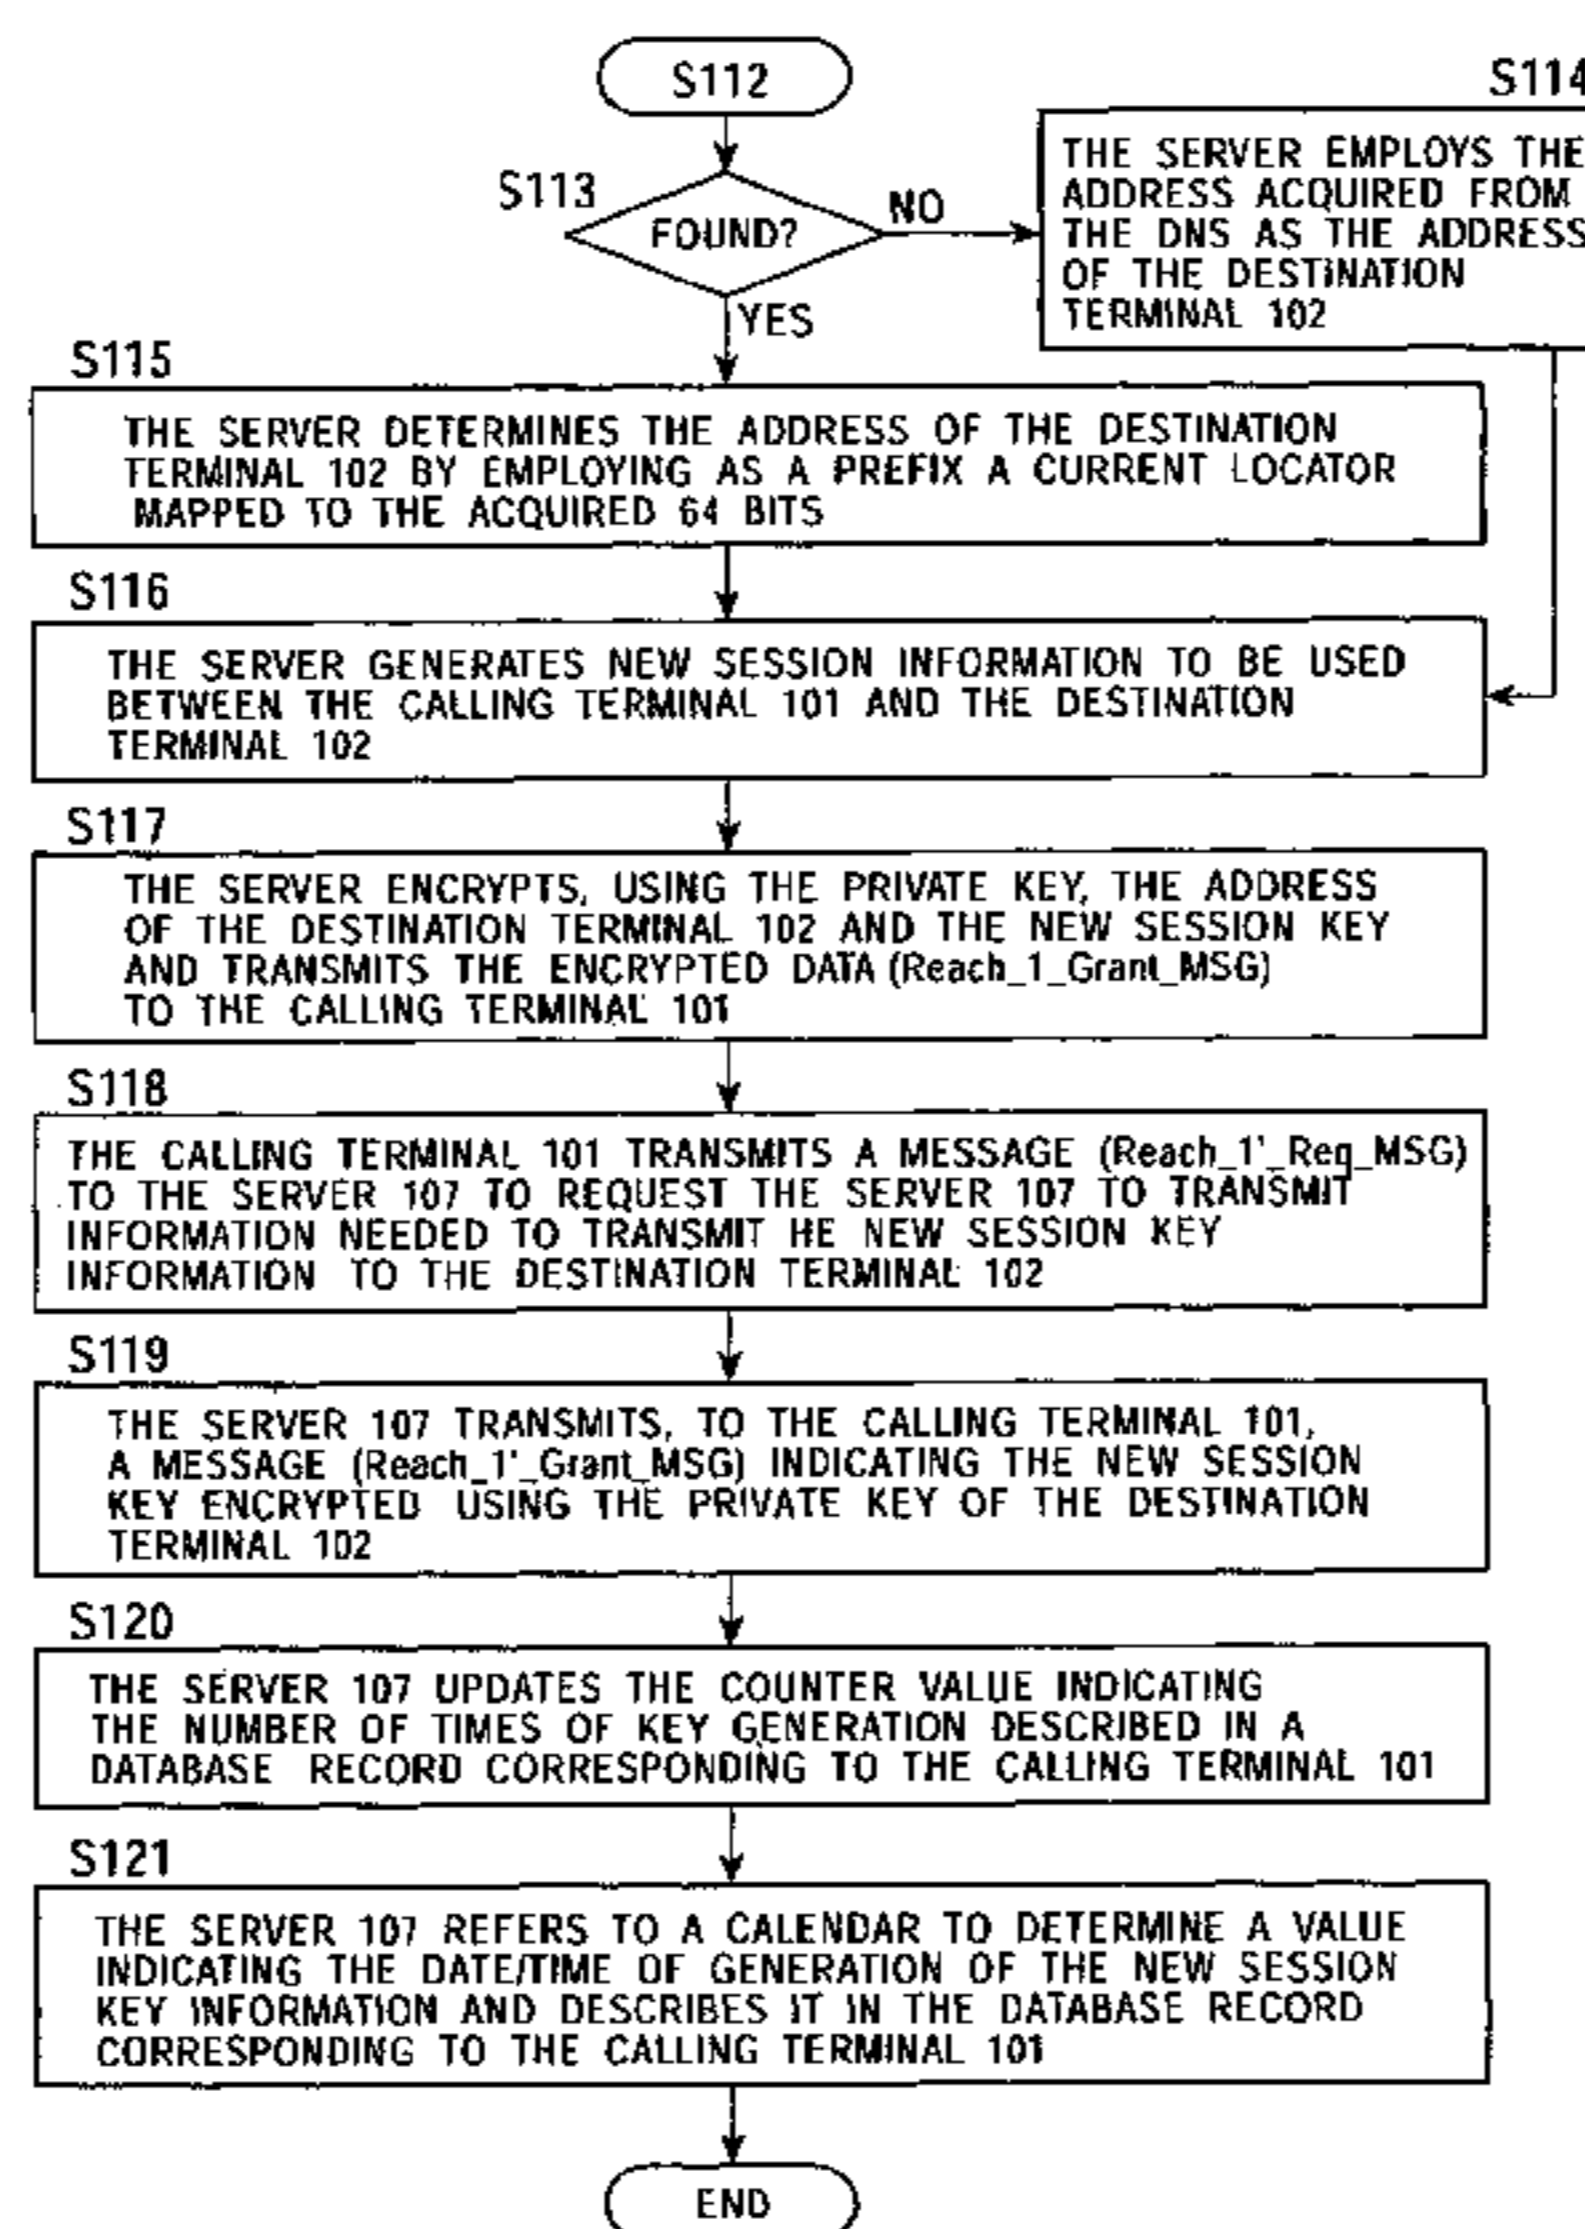 S112
S113
FOUND?
NO
YES
S114
THE SERVER EMPLOYS THE
ADDRESS ACQUIRED FROM
THE DNS AS THE ADDRESS
OF THE DESTINATION
TERMINAL 102
S115
THE SERVER DETERMINES THE ADDRESS OF THE DESTINATION
TERMINAL 102 BY EMPLOYING AS A PREFIX A CURRENT LOCATOR
MAPPED TO THE ACQUIRED 64 BITS
S116
THE SERVER GENERATES NEW SESSION INFORMATION TO BE USED
BETWEEN THE CALLING TERMINAL 101 AND THE DESTINATION
TERMINAL 102
S117
THE SERVER ENCRYPTS, USING THE PRIVATE KEY, THE ADDRESS
OF THE DESTINATION TERMINAL 102 AND THE NEW SESSION KEY
AND TRANSMITS THE ENCRYPTED DATA (Reach_1_Grant_MSG)
TO THE CALLING TERMINAL 101
S118
THE CALLING TERMINAL 101 TRANSMITS A MESSAGE (Reach_1'_Req_MSG)
TO THE SERVER 107 TO REQUEST THE SERVER 107 TO TRANSMIT
INFORMATION NEEDED TO TRANSMIT HE NEW SESSION KEY
INFORMATION TO THE DESTINATION TERMINAL 102
S119
THE SERVER 107 TRANSMITS, TO THE CALLING TERMINAL 101,
A MESSAGE (Reach_1'_Grant_MSG) INDICATING THE NEW SESSION
KEY ENCRYPTED USING THE PRIVATE KEY OF THE DESTINATION
TERMINAL 102
S120
THE SERVER 107 UPDATES THE COUNTER VALUE INDICATING
THE NUMBER OF TIMES OF KEY GENERATION DESCRIBED IN A
DATABASE RECORD CORRESPONDING TO THE CALLING TERMINAL 101
S121
THE SERVER 107 REFERS TO A CALENDAR TO DETERMINE A VALUE
INDICATING THE DATE/TIME OF GENERATION OF THE NEW SESSION
KEY INFORMATION AND DESCRIBES IT IN THE DATABASE RECORD
CORRESPONDING TO THE CALLING TERMINAL 101
END